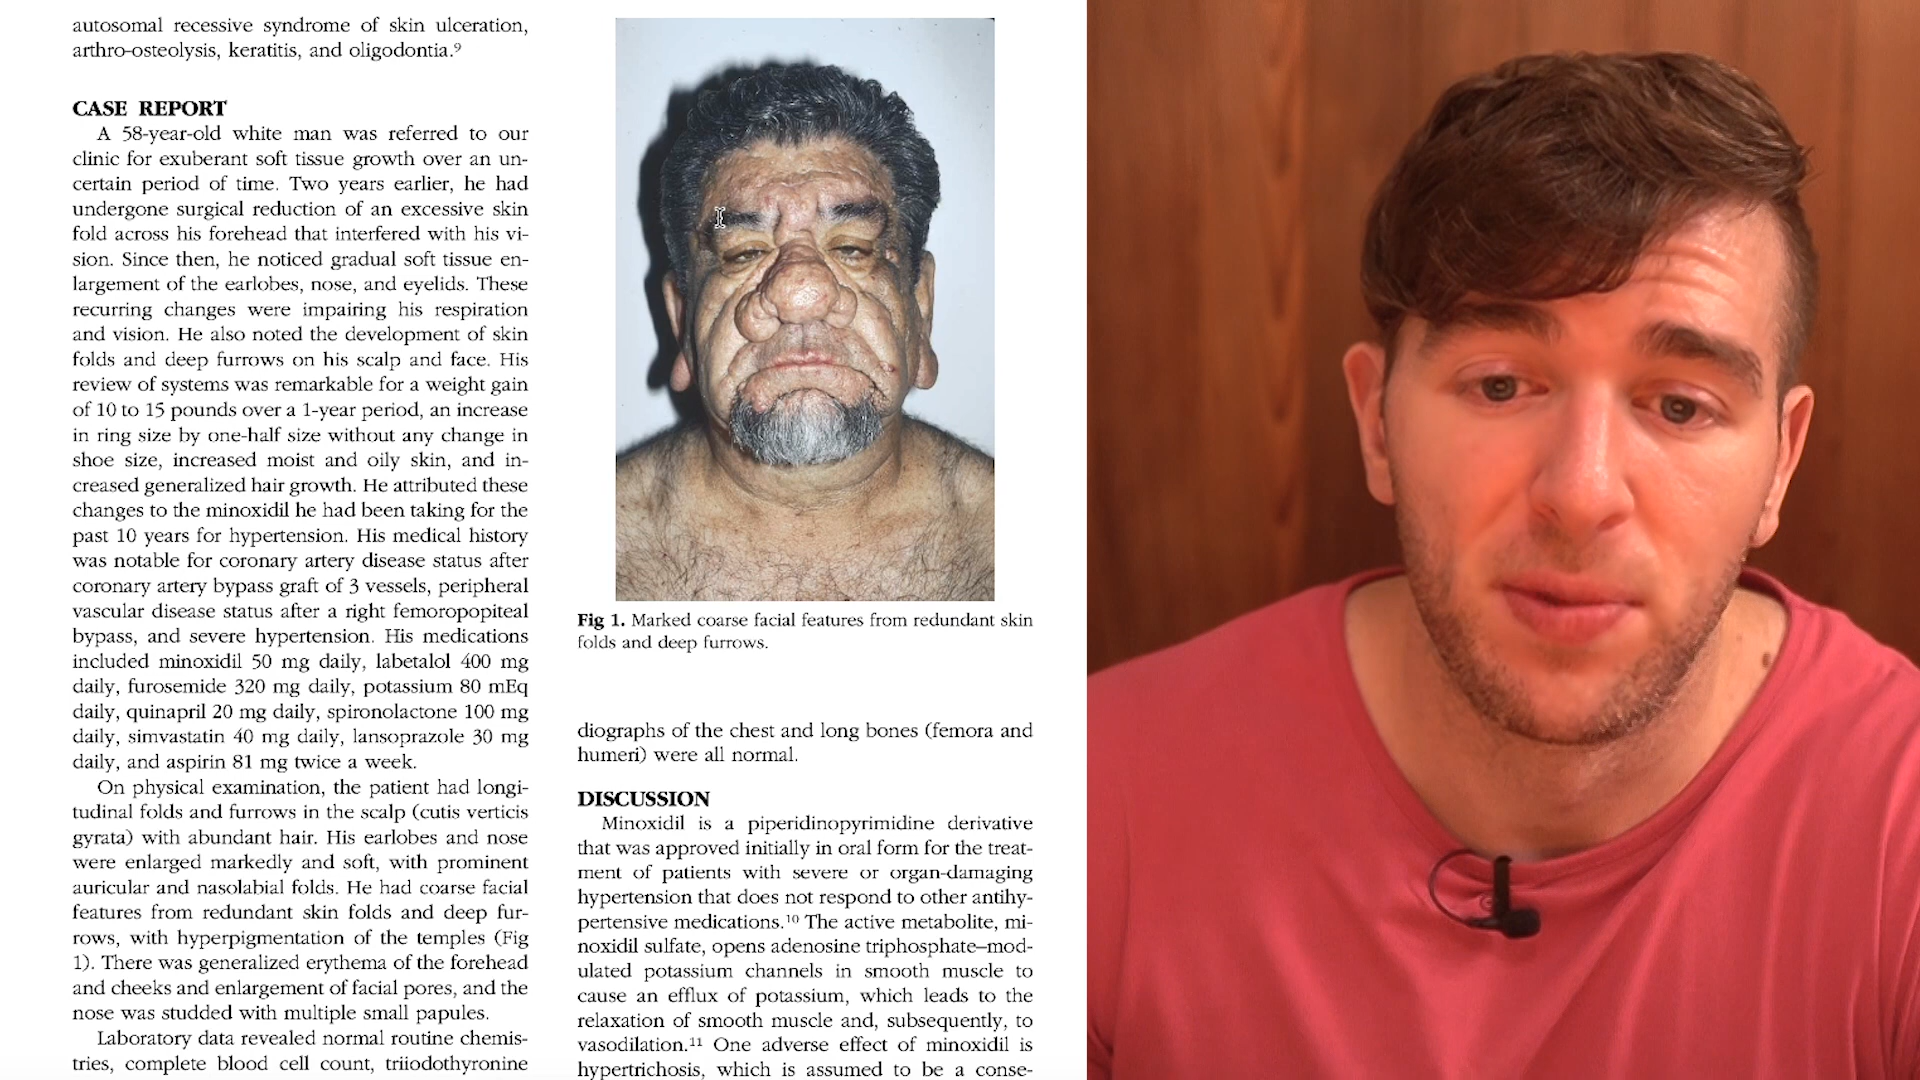 autosomal recessive syndrome of skin ulceration,
arthro-osteolysis, keratitis, and oligodontia.⁹
CASE REPORT
A 58-year-old white man was referred to our
clinic for exuberant soft tissue growth over an un-
certain period of time. Two years earlier, he had
undergone surgical reduction of an excessive skin
fold across his forehead that interfered with his vi-
sion. Since then, he noticed gradual soft tissue en-
largement of the earlobes, nose, and eyelids. These
recurring changes were impairing his respiration
and vision. He also noted the development of skin
folds and deep furrows on his scalp and face. His
review of systems was remarkable for a weight gain
of 10 to 15 pounds over a 1-year period, an increase
in ring size by one-half size without any change in
shoe size, increased moist and oily skin, and in-
creased generalized hair growth. He attributed these
changes to the minoxidil he had been taking for the
past 10 years for hypertension. His medical history
was notable for coronary artery disease status after
coronary artery bypass graft of 3 vessels, peripheral
vascular disease status after a right femoropopiteal
bypass, and severe hypertension. His medications
included minoxidil 50 mg daily, labetalol 400 mg
daily, furosemide 320 mg daily, potassium 80 mEq
daily, quinapril 20 mg daily, spironolactone 100 mg
daily, simvastatin 40 mg daily, lansoprazole 30 mg
daily, and aspirin 81 mg twice a week.
On physical examination, the patient had longi-
tudinal folds and furrows in the scalp (cutis verticis
gyrata) with abundant hair. His earlobes and nose
were enlarged markedly and soft, with prominent
auricular and nasolabial folds. He had coarse facial
features from redundant skin folds and deep fur-
rows, with hyperpigmentation of the temples (Fig
1). There was generalized erythema of the forehead
and cheeks and enlargement of facial pores, and the
nose was studded with multiple small papules.
Laboratory data revealed normal routine chemis-
tries, complete blood cell count, triiodothyronine
Fig 1. Marked coarse facial features from redundant skin
folds and deep furrows.
diographs of the chest and long bones (femora and
humeri) were all normal.
DISCUSSION
Minoxidil is a piperidinopyrimidine derivative
that was approved initially in oral form for the treat-
ment of patients with severe or organ-damaging
hypertension that does not respond to other antihy-
pertensive medications.¹⁰ The active metabolite, mi-
noxidil sulfate, opens adenosine triphosphate–mod-
ulated potassium channels in smooth muscle to
cause an efflux of potassium, which leads to the
relaxation of smooth muscle and, subsequently, to
vasodilation.¹¹ One adverse effect of minoxidil is
hypertrichosis, which is assumed to be a conse-